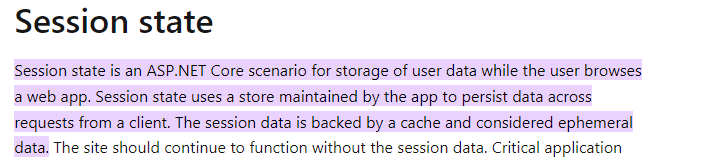 Session state
Session state is an ASP.NET Core scenario for storage of user data while the user browses
a web app. Session state uses a store maintained by the app to persist data across
requests from a client. The session data is backed by a cache and considered ephemeral
data. The site should continue to function without the session data. Critical application